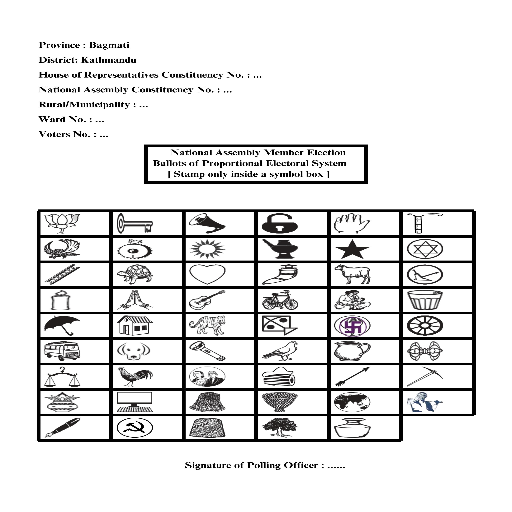 Province : Bagmati
District: Kathmandu
House of Representatives Constituency No. : ...
National Assembly Constituency No. : ...
Rural/Municipality : ...
Ward No. : ...
Voters No. : ...
National Assembly Member Election
Ballots of Proportional Electoral System
[ Stamp only inside a symbol box ]
Signature of Polling Officer : ......